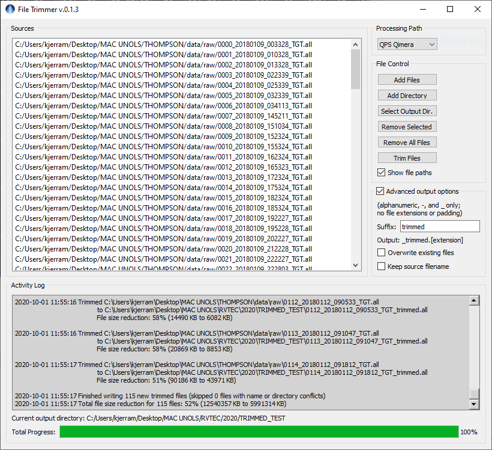 File Trimmer v.0.1.3
Sources
C:/Users/kjerram/Desktop/MAC UNOLS/THOMPSON/data/raw/0000_20180109_003328_TGT.all
C:/Users/kjerram/Desktop/MAC UNOLS/THOMPSON/data/raw/0001_20180109_010328_TGT.all
C:/Users/kjerram/Desktop/MAC UNOLS/THOMPSON/data/raw/0002_20180109_013328_TGT.all
C:/Users/kjerram/Desktop/MAC UNOLS/THOMPSON/data/raw/0003_20180109_022339_TGT.all
C:/Users/kjerram/Desktop/MAC UNOLS/THOMPSON/data/raw/0004_20180109_025339_TGT.all
C:/Users/kjerram/Desktop/MAC UNOLS/THOMPSON/data/raw/0005_20180109_032339_TGT.all
C:/Users/kjerram/Desktop/MAC UNOLS/THOMPSON/data/raw/0006_20180109_034113_TGT.all
C:/Users/kjerram/Desktop/MAC UNOLS/THOMPSON/data/raw/0007_20180109_145211_TGT.all
C:/Users/kjerram/Desktop/MAC UNOLS/THOMPSON/data/raw/0008_20180109_151034_TGT.all
C:/Users/kjerram/Desktop/MAC UNOLS/THOMPSON/data/raw/0009_20180109_152324_TGT.all
C:/Users/kjerram/Desktop/MAC UNOLS/THOMPSON/data/raw/0010_20180109_155324_TGT.all
C:/Users/kjerram/Desktop/MAC UNOLS/THOMPSON/data/raw/0011_20180109_162324_TGT.all
C:/Users/kjerram/Desktop/MAC UNOLS/THOMPSON/data/raw/0012_20180109_165323_TGT.all
C:/Users/kjerram/Desktop/MAC UNOLS/THOMPSON/data/raw/0013_20180109_172324_TGT.all
C:/Users/kjerram/Desktop/MAC UNOLS/THOMPSON/data/raw/0014_20180109_175324_TGT.all
C:/Users/kjerram/Desktop/MAC UNOLS/THOMPSON/data/raw/0015_20180109_182324_TGT.all
C:/Users/kjerram/Desktop/MAC UNOLS/THOMPSON/data/raw/0016_20180109_185324_TGT.all
C:/Users/kjerram/Desktop/MAC UNOLS/THOMPSON/data/raw/0017_20180109_192227_TGT.all
C:/Users/kjerram/Desktop/MAC UNOLS/THOMPSON/data/raw/0018_20180109_195228_TGT.all
C:/Users/kjerram/Desktop/MAC UNOLS/THOMPSON/data/raw/0019_20180109_202227_TGT.all
C:/Users/kjerram/Desktop/MAC UNOLS/THOMPSON/data/raw/0020_20180109_212228_TGT.all
C:/Users/kjerram/Desktop/MAC UNOLS/THOMPSON/data/raw/0021_20180109_222227_TGT.all
C:/Users/kjerram/Desktop/MAC UNOLS/THOMPSON/data/raw/0022_20180109_222803_TGT.all
Processing Path
QPS Qimera
File Control
Add Files
Add Directory
Select Output Dir.
Remove Selected
Remove All Files
Trim Files
Show file paths
Advanced output options
(alphanumeric, -, and _ only;
no file extensions or padding)
Suffix: trimmed
Output: _trimmed.[extension]
Overwrite existing files
Keep source filename
Activity Log
2020-10-01 11:55:16 Trimmed C:\Users\kjerram\Desktop\MAC UNOLS\THOMPSON\data\raw\0112_20180112_090533_TGT.all
to C:\Users\kjerram\Desktop\MAC UNOLS\RVTEC\2020\TRIMMED_TEST\0112_20180112_090533_TGT_trimmed.all
File size reduction: 58% (14490 KB to 6082 KB)
2020-10-01 11:55:16 Trimmed C:\Users\kjerram\Desktop\MAC UNOLS\THOMPSON\data\raw\0113_20180112_091047_TGT.all
to C:\Users\kjerram\Desktop\MAC UNOLS\RVTEC\2020\TRIMMED_TEST\0113_20180112_091047_TGT_trimmed.all
File size reduction: 58% (20869 KB to 8853 KB)
2020-10-01 11:55:17 Trimmed C:\Users\kjerram\Desktop\MAC UNOLS\THOMPSON\data\raw\0114_20180112_091812_TGT.all
to C:\Users\kjerram\Desktop\MAC UNOLS\RVTEC\2020\TRIMMED_TEST\0114_20180112_091812_TGT_trimmed.all
File size reduction: 51% (90186 KB to 43971 KB)
2020-10-01 11:55:17 Finished writing 115 new trimmed files (skipped 0 files with name or directory conflicts)
2020-10-01 11:55:17 Total file size reduction for 115 files: 52% (12540357 KB to 5991314 KB)
Current output directory: C:/Users/kjerram/Desktop/MAC UNOLS/RVTEC/2020/TRIMMED_TEST
Total Progress: 100%